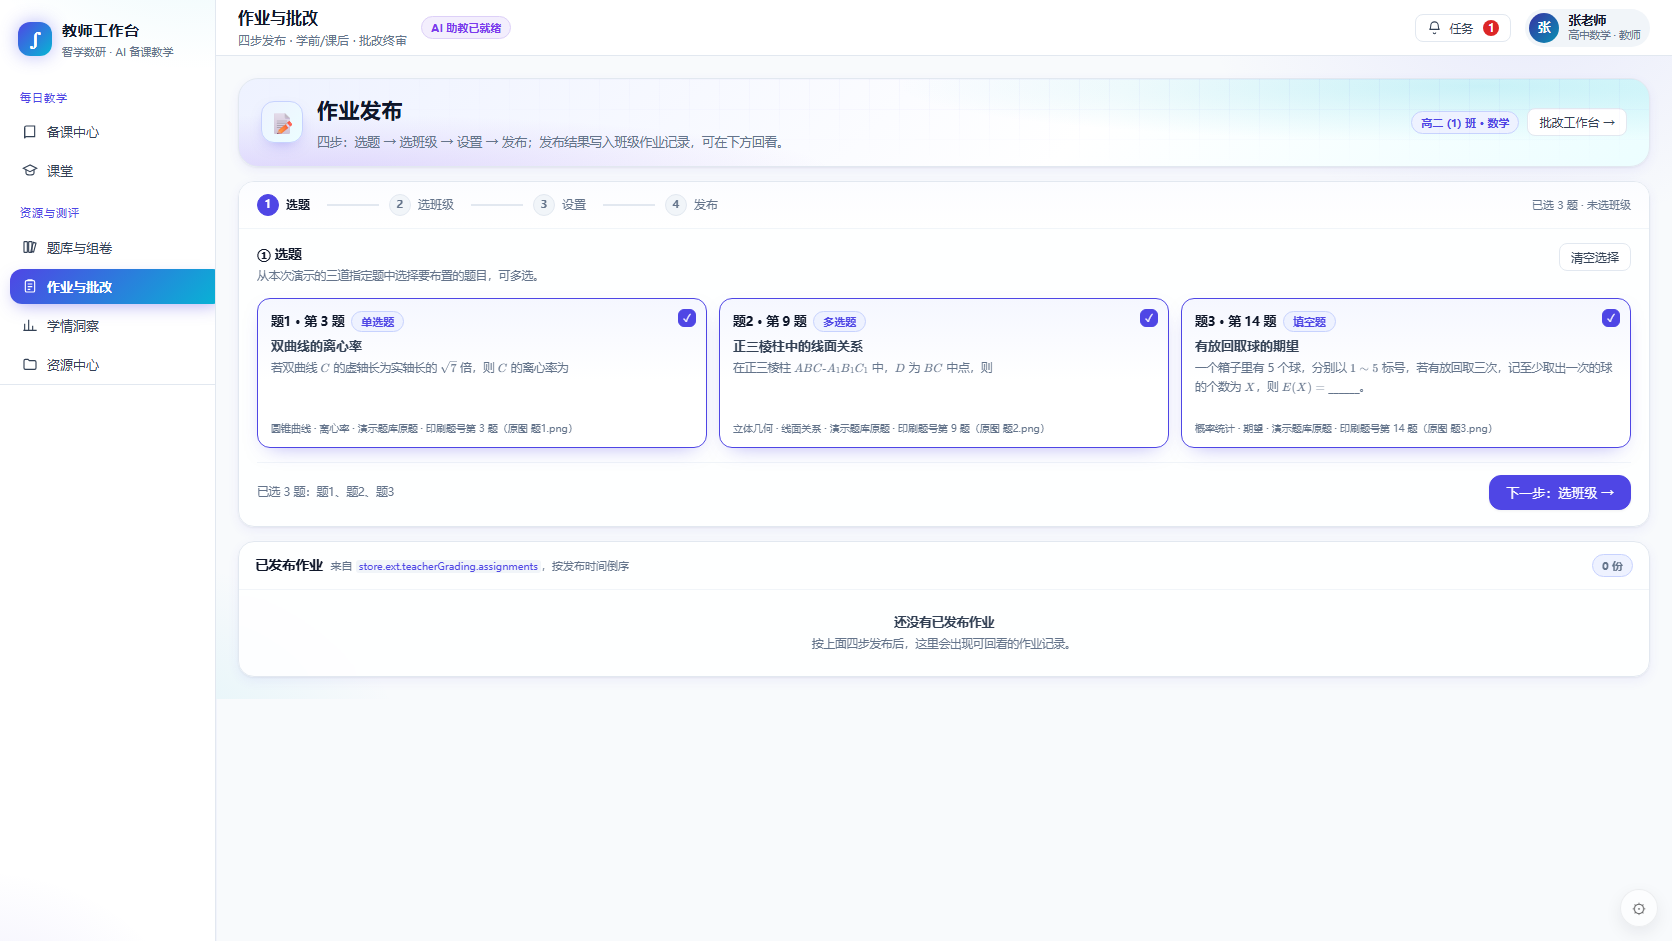 教师工作台
智学数研 · AI 备课教学
每日教学
备课中心
课堂
资源与测评
题库与组卷
作业与批改
学情洞察
资源中心
作业与批改
四步发布 · 学前/课后 · 批改终审
AI 助教已就绪
任务 1
张
张老师
高中数学 · 教师
作业发布
四步：选题 → 选班级 → 设置 → 发布；发布结果写入班级作业记录，可在下方回看。
高二 (1) 班 • 数学
批改工作台 →
1 选题
2 选班级
3 设置
4 发布
已选 3 题 · 未选班级
① 选题
从本次演示的三道指定题中选择要布置的题目，可多选。
清空选择
题1 • 第 3 题 单选题
双曲线的离心率
若双曲线 C 的虚轴长为实轴长的 √7 倍，则 C 的离心率为
圆锥曲线 · 离心率 · 演示题库原题 · 印刷题号第 3 题（原图 题1.png）
题2 • 第 9 题 多选题
正三棱柱中的线面关系
在正三棱柱 ABC-A₁B₁C₁ 中，D 为 BC 中点，则
立体几何 · 线面关系 · 演示题库原题 · 印刷题号第 9 题（原图 题2.png）
题3 • 第 14 题 填空题
有放回取球的期望
一个箱子里有 5 个球，分别以 1 ∼ 5 标号，若有放回取三次，记至少取出一次的球
的个数为 X，则 E(X) = _____。
概率统计 · 期望 · 演示题库原题 · 印刷题号第 14 题（原图 题3.png）
已选 3 题：题1、题2、题3
下一步：选班级 →
已发布作业 来自 store.ext.teacherGrading.assignments ，按发布时间倒序
0 份
还没有已发布作业
按上面四步发布后，这里会出现可回看的作业记录。